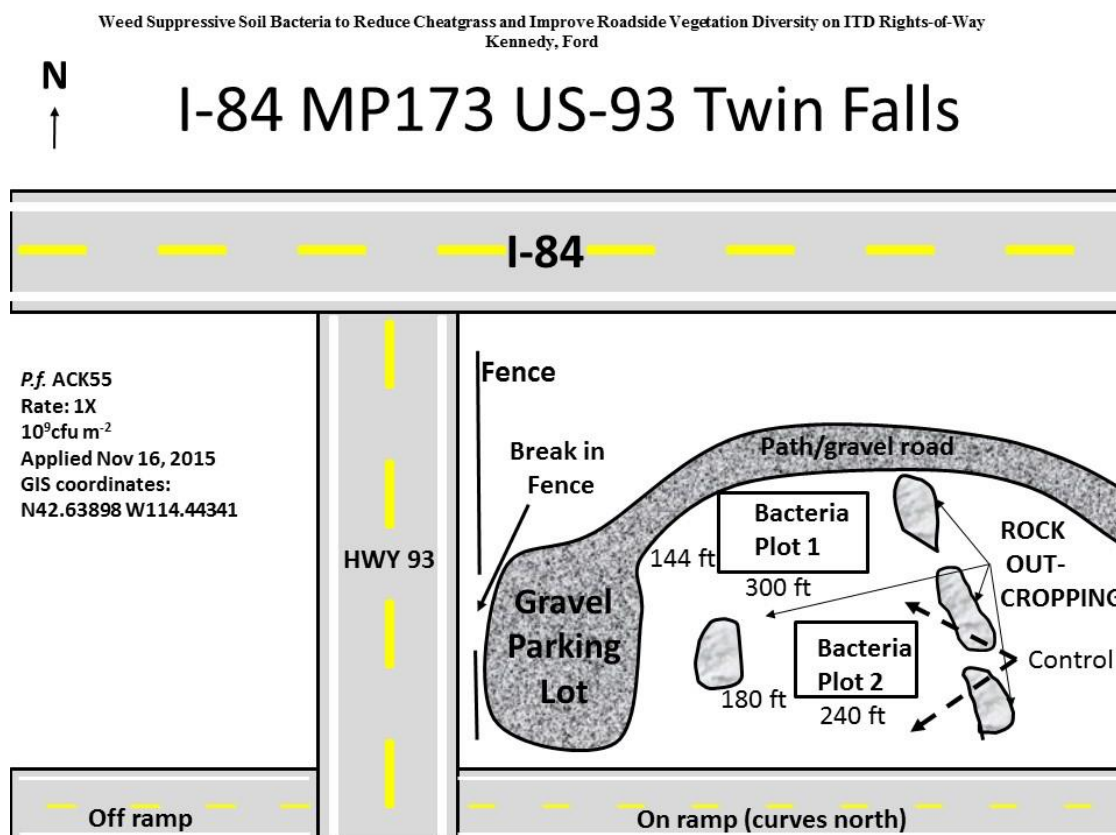 Weed Suppressive Soil Bacteria to Reduce Cheatgrass and Improve Roadside Vegetation Diversity on ITD Rights-of-Way
Kennedy, Ford
N
I-84 MP173 US-93 Twin Falls
I-84
P.f. ACK55
Rate: 1X
10⁹cfu m⁻²
Applied Nov 16, 2015
GIS coordinates:
N42.63898 W114.44341
HWY 93
Fence
Break in
Fence
Path/gravel road
Gravel
Parking
Lot
Bacteria
Plot 1
144 ft
300 ft
ROCK
OUT-
CROPPING
Bacteria
Plot 2
180 ft
240 ft
Control
Off ramp
On ramp (curves north)